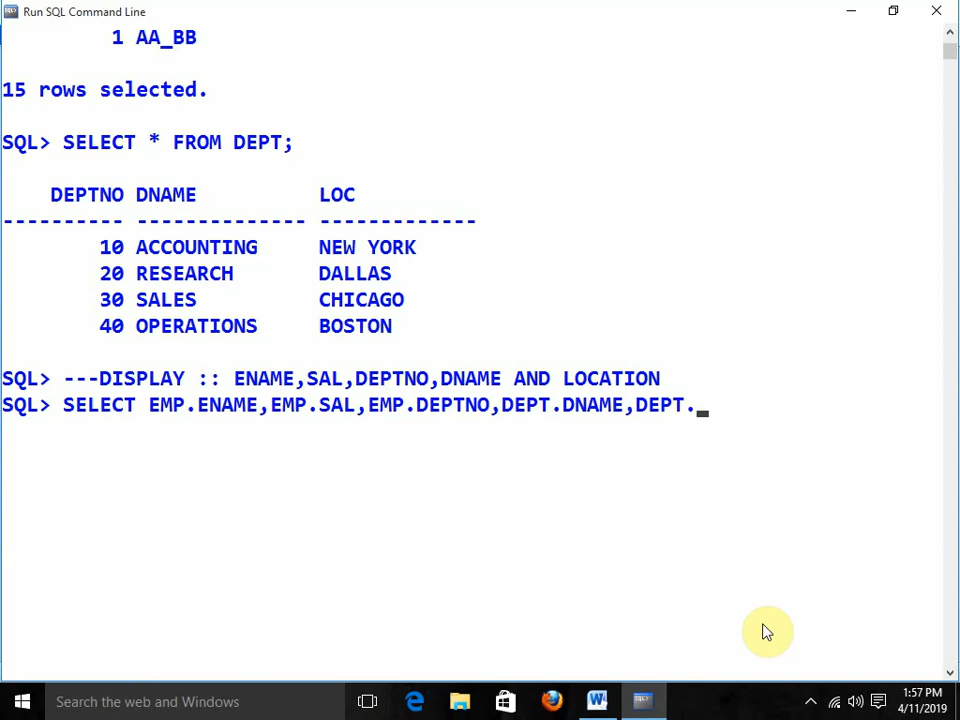 Run SQL Command Line
1 AA_BB
15 rows selected.
SQL> SELECT * FROM DEPT;
DEPTNO DNAME LOC
---------- -------------- -------------
10 ACCOUNTING NEW YORK
20 RESEARCH DALLAS
30 SALES CHICAGO
40 OPERATIONS BOSTON
SQL> ---DISPLAY :: ENAME,SAL,DEPTNO,DNAME AND LOCATION
SQL> SELECT EMP.ENAME,EMP.SAL,EMP.DEPTNO,DEPT.DNAME,DEPT._
Search the web and Windows
1:57 PM
4/11/2019